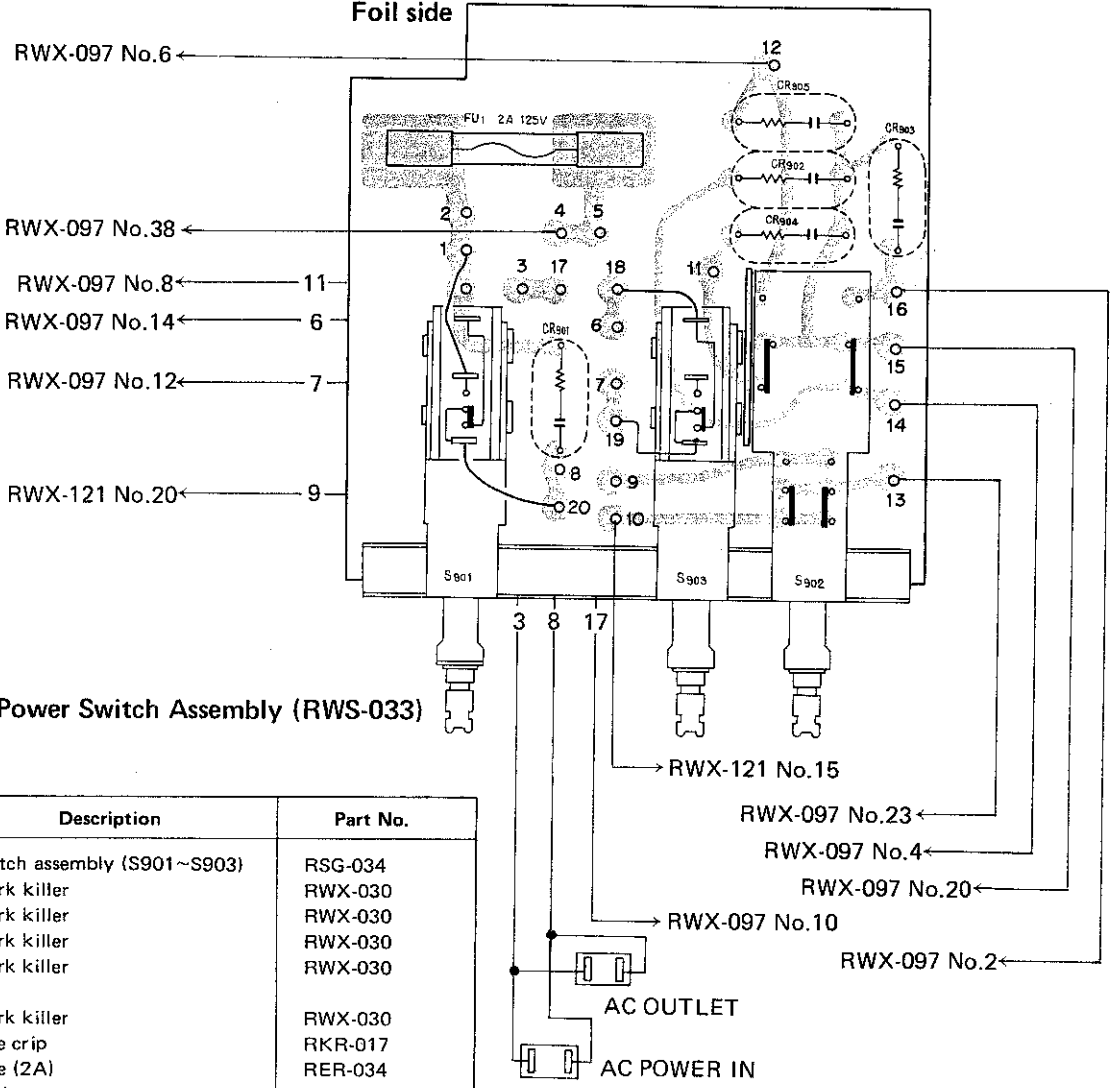 Foil side
RWX-097 No.6
12
CR905
FU1 2A 125V
CR903
CR902
2
4
5
RWX-097 No.38
CR904
1
11
RWX-097 No.8
11
3
17
18
16
RWX-097 No.14
6
6
CR901
15
RWX-097 No.12
7
7
14
19
8
9
13
RWX-121 No.20
9
20
10
S901
S903
S902
3
8
17
Power Switch Assembly (RWS-033)
RWX-121 No.15
RWX-097 No.23
RWX-097 No.4
RWX-097 No.20
RWX-097 No.10
RWX-097 No.2
AC OUTLET
AC POWER IN
Description
Part No.
tch assembly (S901~S903)
RSG-034
rk killer
RWX-030
rk killer
RWX-030
rk killer
RWX-030
rk killer
RWX-030
rk killer
RWX-030
e crip
RKR-017
e (2A)
RER-034